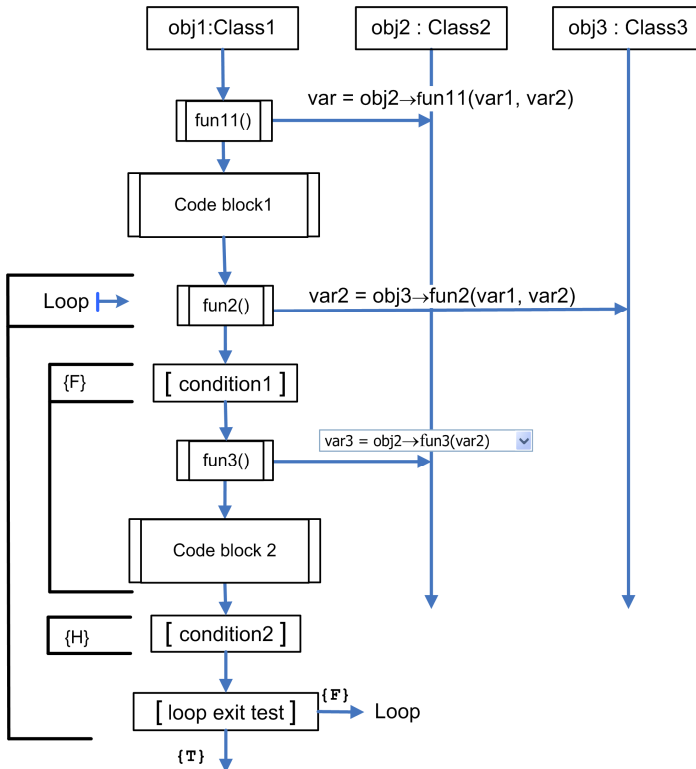 obj1:Class1
obj2 : Class2
obj3 : Class3
var = obj2→fun11(var1, var2)
fun11()
Code block1
Loop
fun2()
var2 = obj3→fun2(var1, var2)
{F}
[ condition1 ]
var3 = obj2→fun3(var2)
fun3()
Code block 2
{H}
[ condition2 ]
[ loop exit test ]
{F}
Loop
{T}